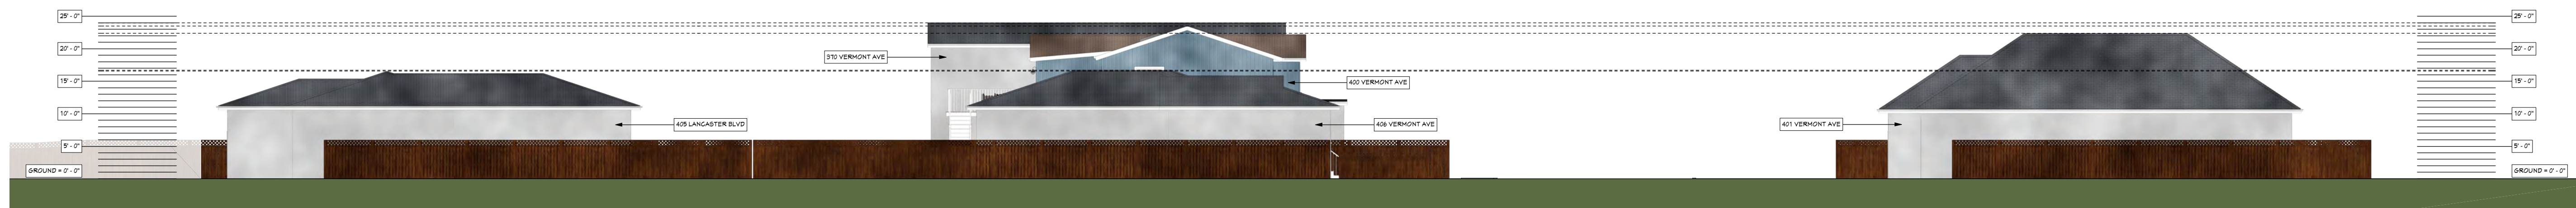 25' - 0"
20' - 0"
15' - 0"
10' - 0"
5' - 0"
GROUND = 0' - 0"
405 LANCASTER BLVD
370 VERMONT AVE
400 VERMONT AVE
406 VERMONT AVE
401 VERMONT AVE
25' - 0"
20' - 0"
15' - 0"
10' - 0"
5' - 0"
GROUND = 0' - 0"